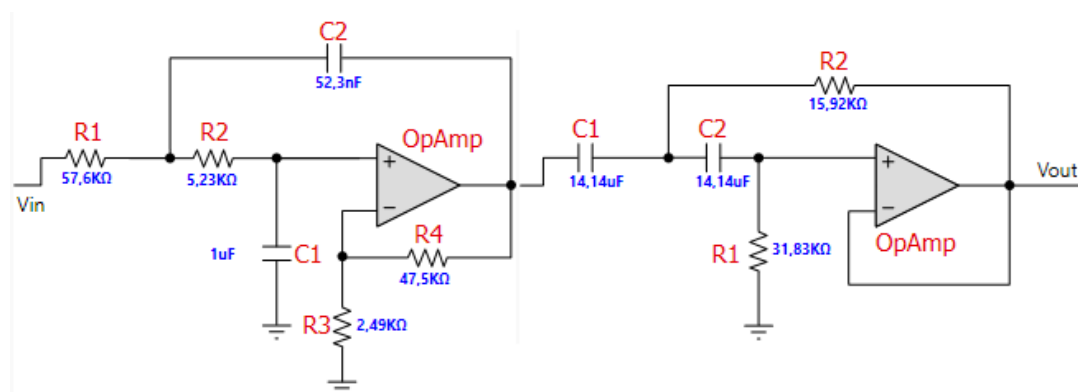 C2
52,3nF
R1
57,6KΩ
R2
5,23KΩ
OpAmp
+
−
Vin
1uF
C1
R4
47,5KΩ
R3
2,49KΩ
C1
14,14uF
C2
14,14uF
R2
15,92KΩ
+
−
OpAmp
R1
31,83KΩ
Vout